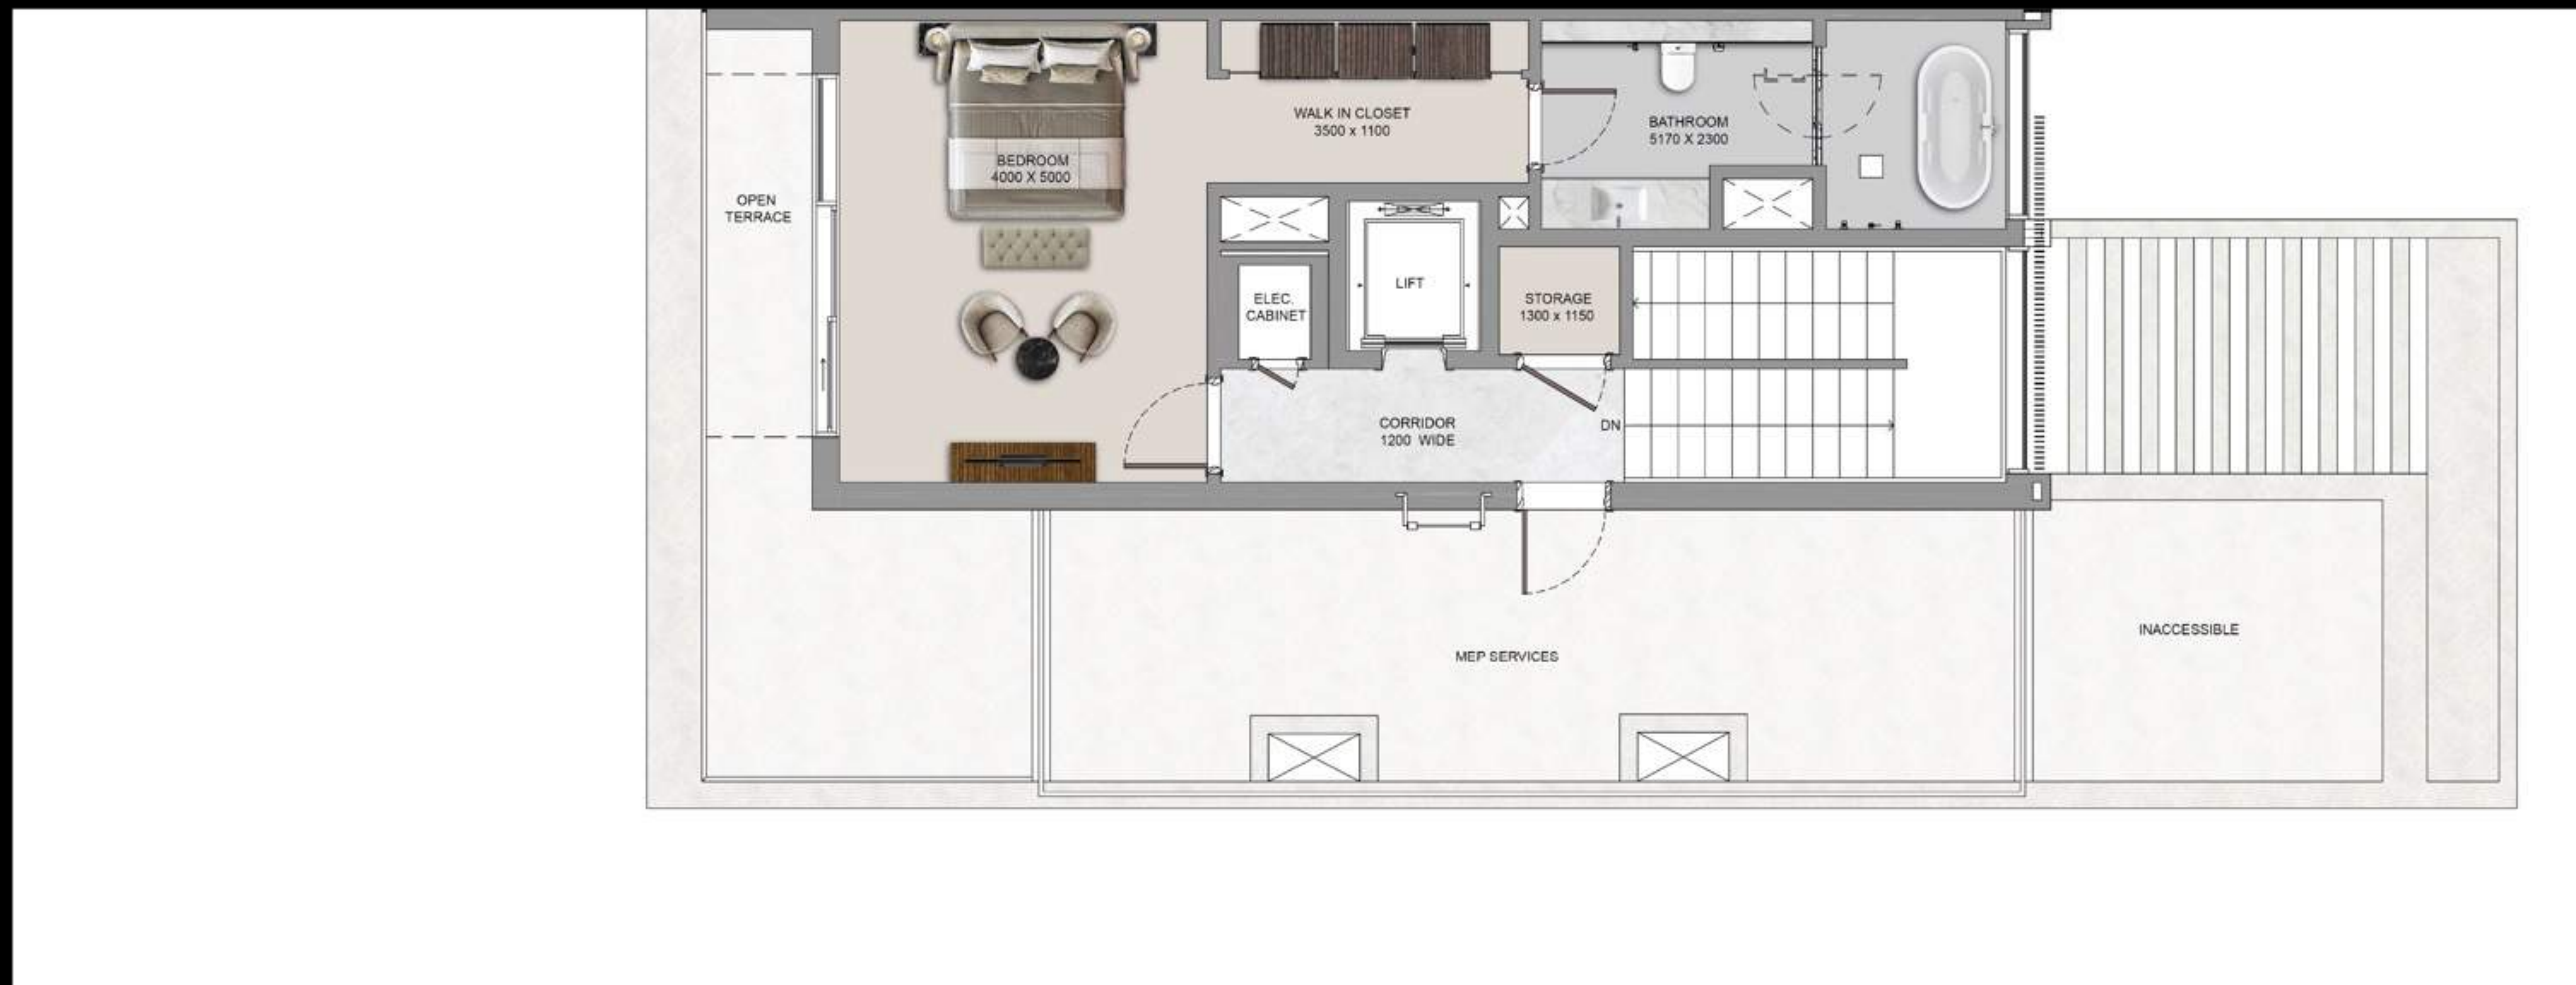 WALK IN CLOSET
3500 x 1100
BATHROOM
5170 X 2300
BEDROOM
4000 X 5000
OPEN
TERRACE
LIFT
ELEC.
CABINET
STORAGE
1300 x 1150
CORRIDOR
1200 WIDE
DN
INACCESSIBLE
MEP SERVICES